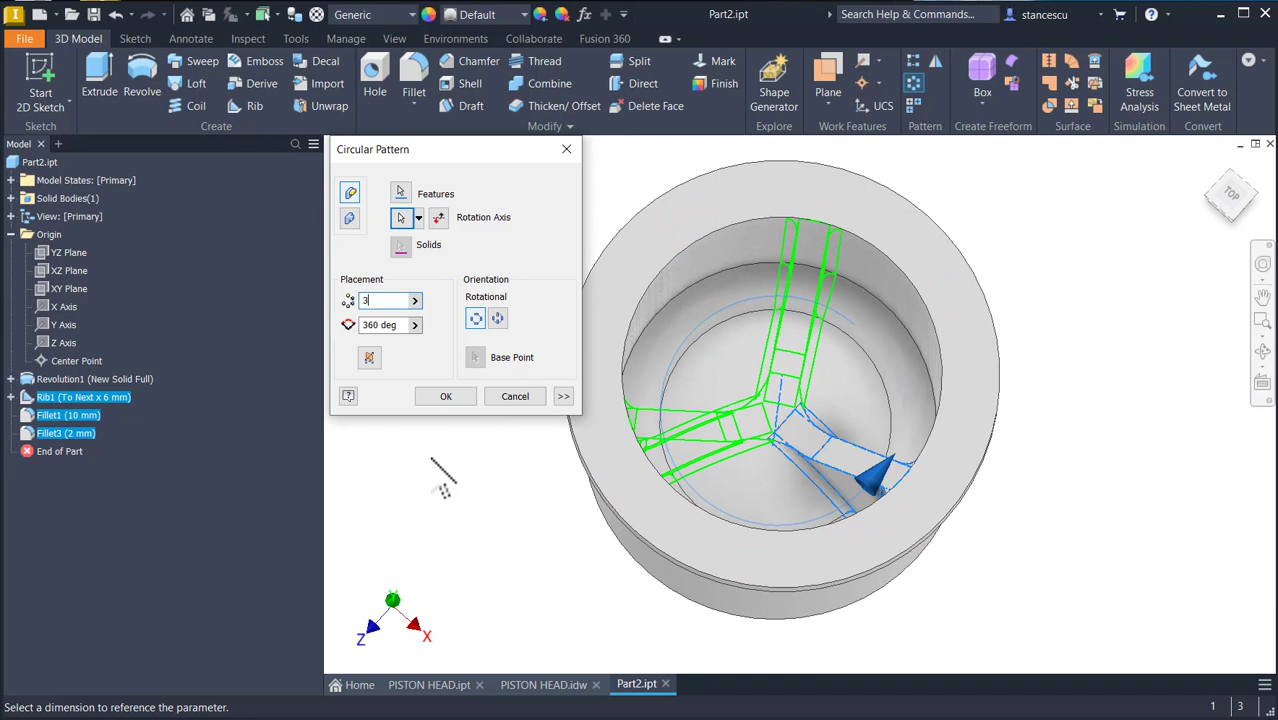 Generic
Default
Part2.ipt
Search Help & Commands...
stancescu
File
3D Model
Sketch
Annotate
Inspect
Tools
Manage
View
Environments
Collaborate
Fusion 360
Start
2D Sketch
Extrude
Revolve
Sweep
Loft
Coil
Emboss
Derive
Rib
Decal
Import
Unwrap
Hole
Fillet
Chamfer
Shell
Draft
Thread
Combine
Thicken/ Offset
Split
Direct
Delete Face
Mark
Finish
Shape
Generator
Plane
UCS
Box
Stress
Analysis
Convert to
Sheet Metal
Sketch
Create
Modify
Explore
Work Features
Pattern
Create Freeform
Surface
Simulation
Convert
Model
Part2.ipt
Model States: [Primary]
Solid Bodies(1)
View: [Primary]
Origin
YZ Plane
XZ Plane
XY Plane
X Axis
Y Axis
Z Axis
Center Point
Revolution1 (New Solid Full)
Rib1 (To Next x 6 mm)
Fillet1 (10 mm)
Fillet3 (2 mm)
End of Part
Circular Pattern
Features
Rotation Axis
Solids
Placement
3
360 deg
Orientation
Rotational
Base Point
OK
Cancel
>>
TOP
Y
Z
X
Home
PISTON HEAD.ipt
PISTON HEAD.idw
Part2.ipt
Select a dimension to reference the parameter.
1
3